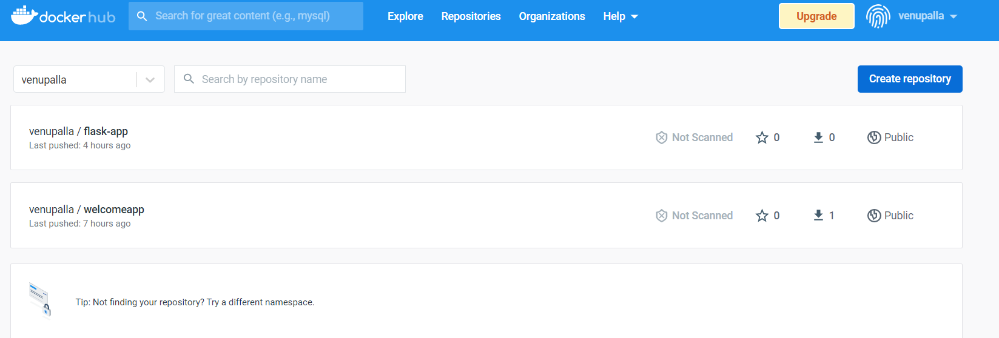 dockerhub Search for great content (e.g., mysql) Explore Repositories Organizations Help Upgrade venupalla
venupalla Search by repository name Create repository
venupalla / flask-app
Last pushed: 4 hours ago
Not Scanned 0 0 Public
venupalla / welcomeapp
Last pushed: 7 hours ago
Not Scanned 0 1 Public
Tip: Not finding your repository? Try a different namespace.